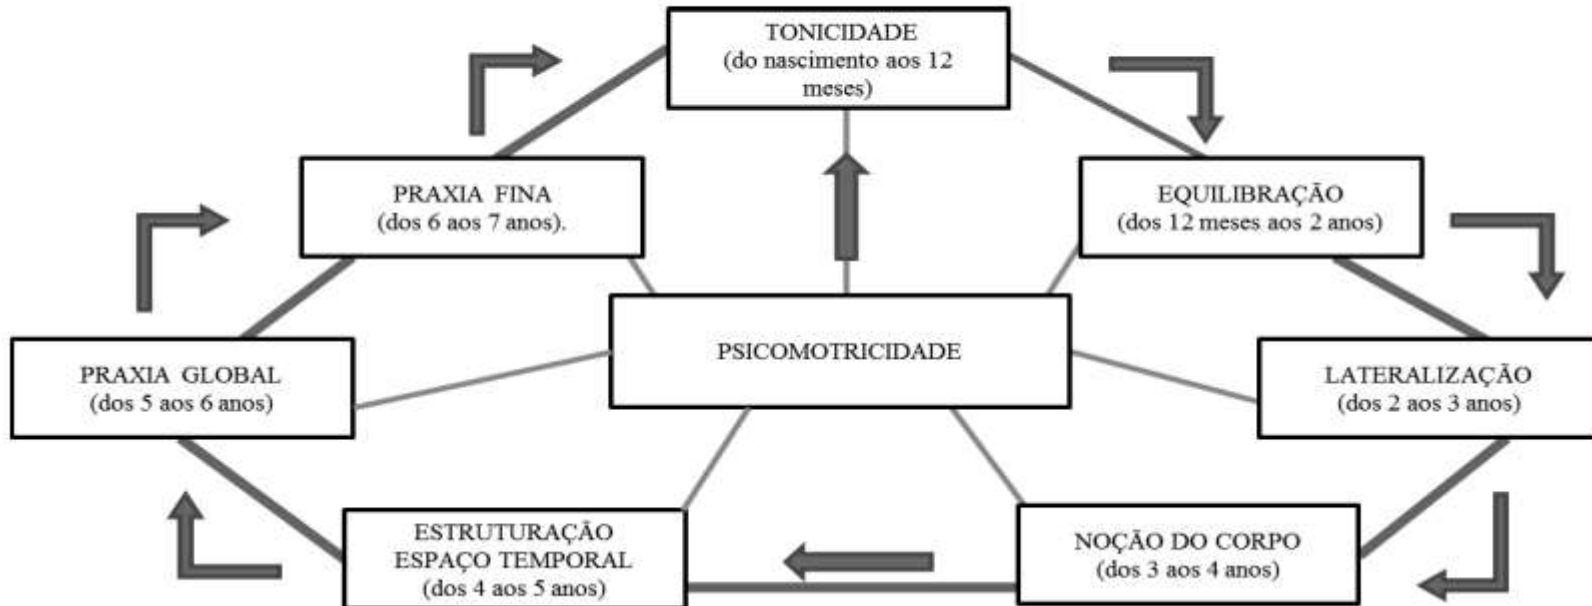 TONICIDADE
(do nascimento aos 12
meses)
PRAXIA FINA
(dos 6 aos 7 anos).
EQUILIBRAÇÃO
(dos 12 meses aos 2 anos)
PSICOMOTRICIDADE
PRAXIA GLOBAL
(dos 5 aos 6 anos)
LATERALIZAÇÃO
(dos 2 aos 3 anos)
ESTRUTURAÇÃO
ESPAÇO TEMPORAL
(dos 4 aos 5 anos)
NOÇÃO DO CORPO
(dos 3 aos 4 anos)